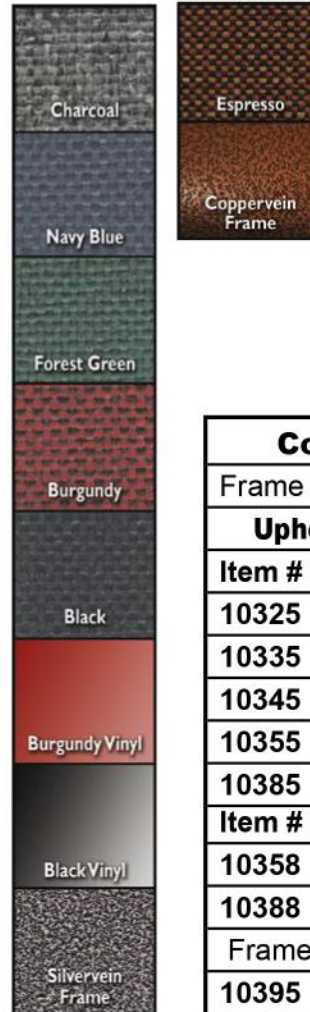 Charcoal
Navy Blue
Forest Green
Burgundy
Black
Burgundy Vinyl
Black Vinyl
Silvervein
Frame
Espresso
Coppervein
Frame
Frame
Item #
10325
10335
10345
10355
10385
Item #
10358
10388
Frame
10395